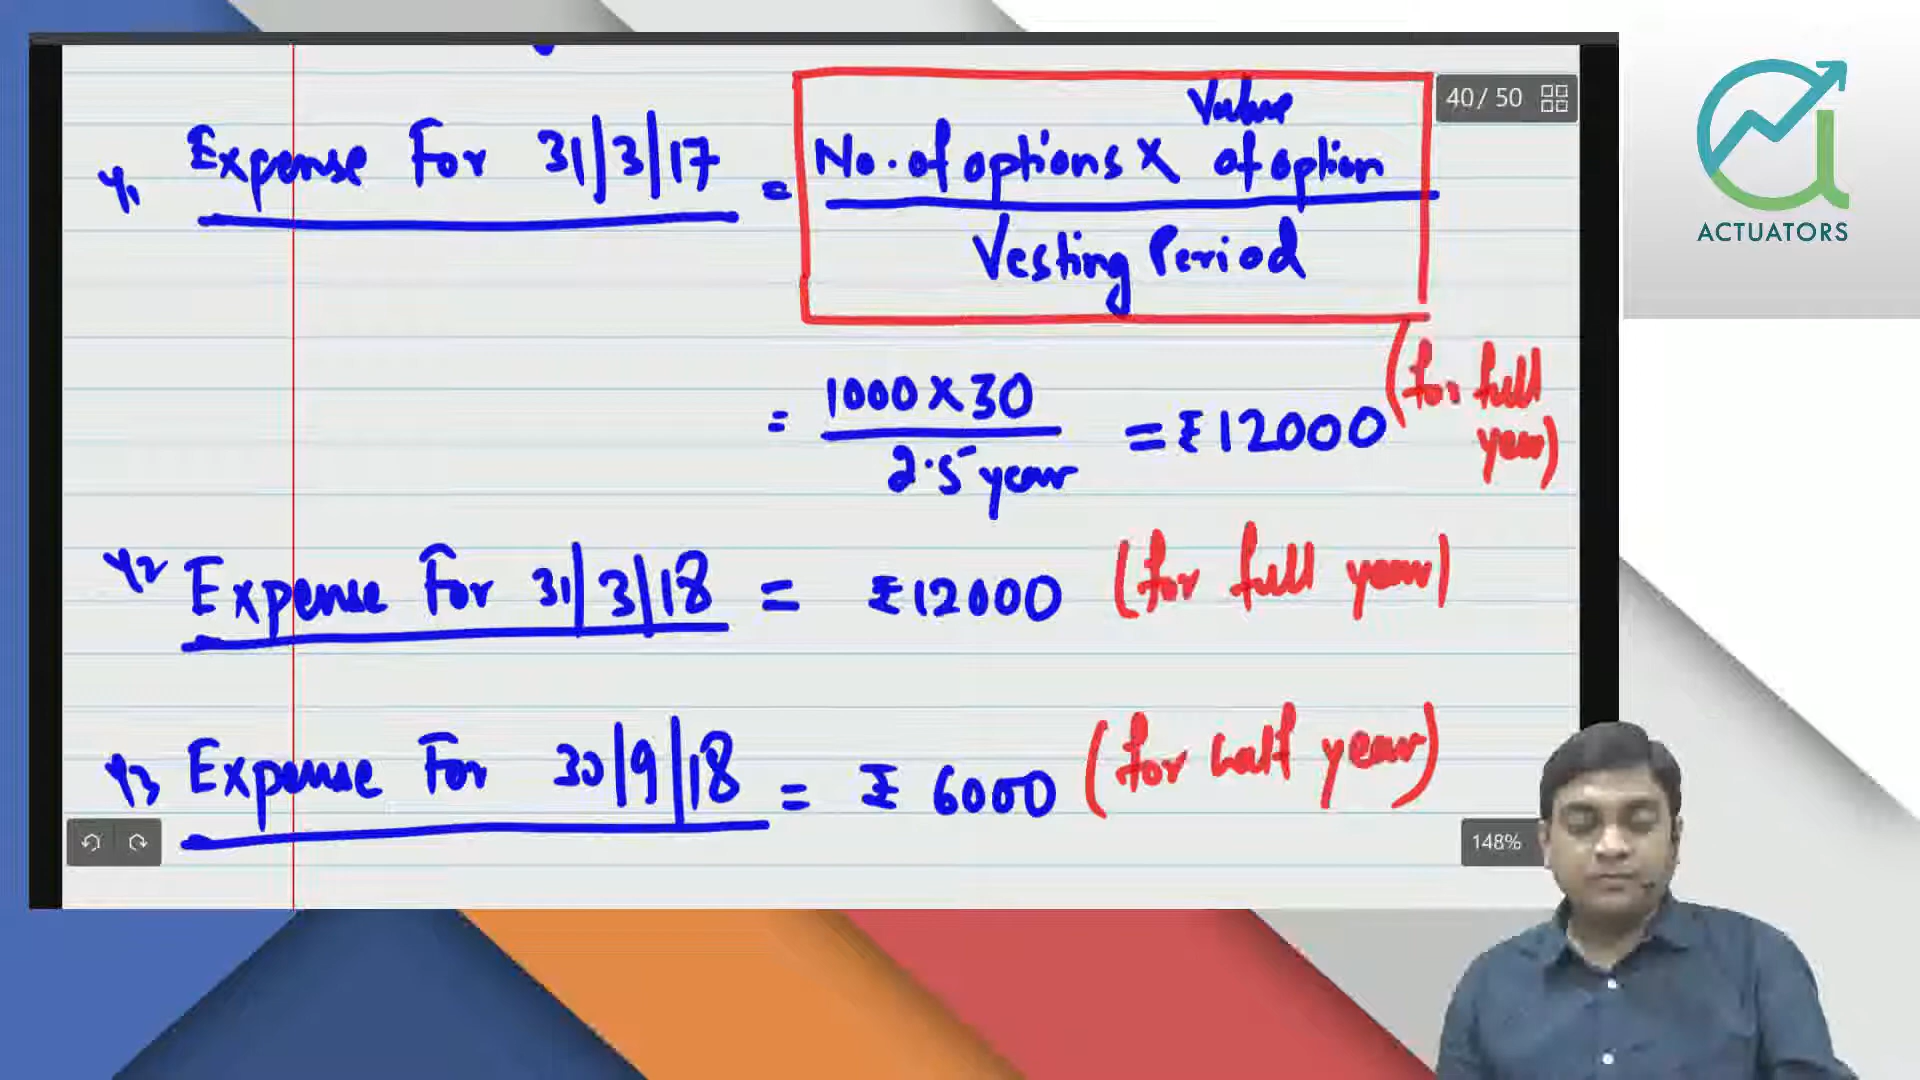 Value
Y1 Expense For 31/3/17 = No. of options X of option
Vesting Period
= 1000 X 30 = ₹12000 (for full year)
2.5 year
Y2 Expense For 31/3/18 = ₹12000 (for full year)
Y3 Expense For 30/9/18 = ₹ 6000 (for half year)
40 / 50
148%
ACTUATORS